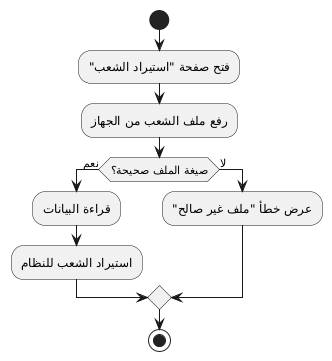 فتح صفحة "استيراد الشعب"
رفع ملف الشعب من الجهاز
صيغة الملف صحيحة؟
نعم
لا
قراءة البيانات
عرض خطأ "ملف غير صالح"
استيراد الشعب للنظام